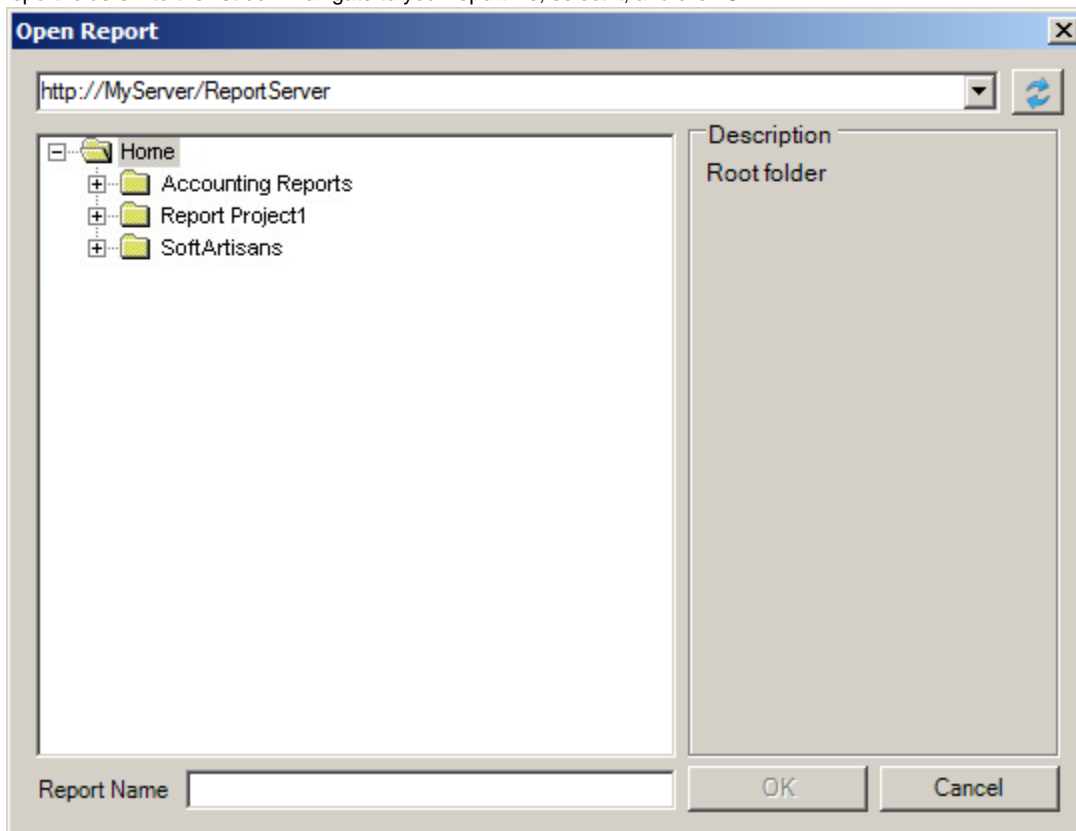 Open Report
http://MyServer/ReportServer
Home
Accounting Reports
Report Project1
SoftArtisans
Description
Root folder
Report Name
OK
Cancel